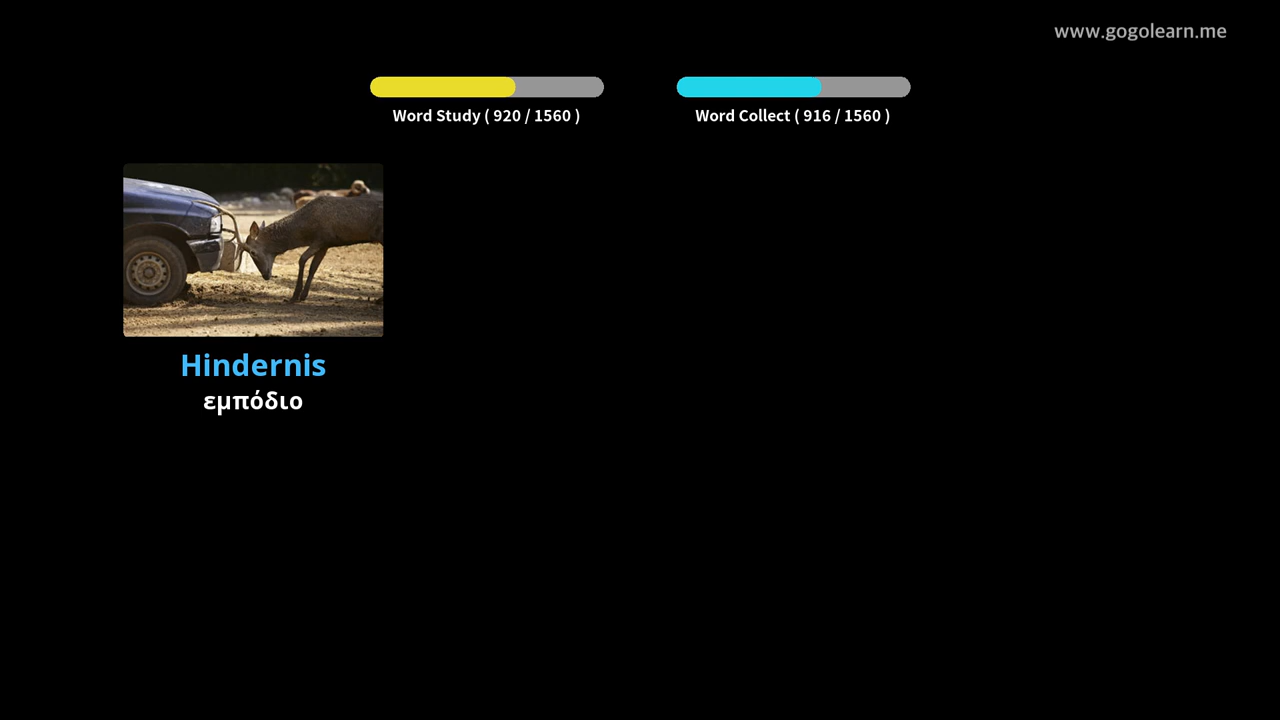 www.gogolearn.me
Word Study ( 920 / 1560 )
Word Collect ( 916 / 1560 )
Hindernis
εμπόδιο